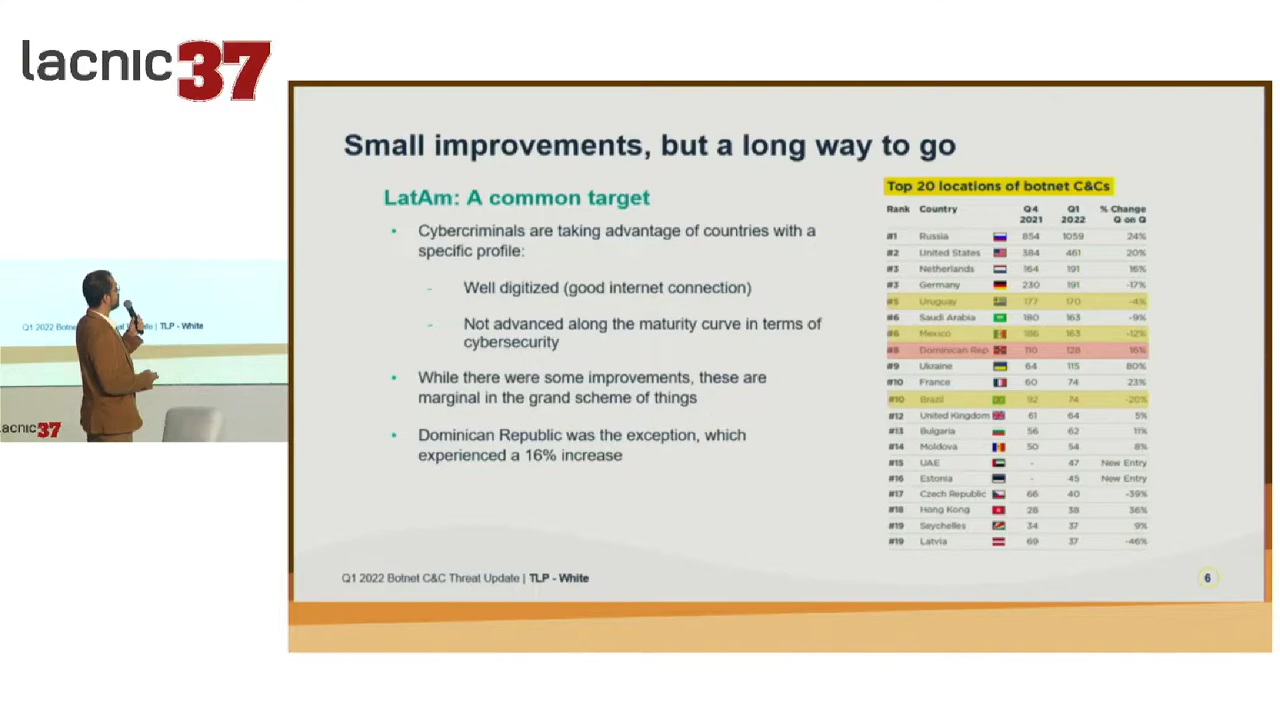 lacnic 37
Q1 2022 Botnet C&C Threat Update | TLP - White
lacnic 37
Small improvements, but a long way to go
LatAm: A common target
• Cybercriminals are taking advantage of countries with a
specific profile:
- Well digitized (good internet connection)
- Not advanced along the maturity curve in terms of
cybersecurity
• While there were some improvements, these are
marginal in the grand scheme of things
• Dominican Republic was the exception, which
experienced a 16% increase
Top 20 locations of botnet C&Cs
Rank Country Q4 2021 Q1 2022 % Change Q on Q
#1 Russia 854 1059 24%
#2 United States 384 461 20%
#3 Netherlands 164 191 16%
#3 Germany 230 191 -17%
#5 Uruguay 177 170 -4%
#6 Saudi Arabia 180 163 -9%
#6 Mexico 186 163 -12%
#8 Dominican Rep 110 128 16%
#9 Ukraine 64 115 80%
#10 France 60 74 23%
#10 Brazil 92 74 -20%
#12 United Kingdom 61 64 5%
#13 Bulgaria 56 62 11%
#14 Moldova 50 54 8%
#15 UAE - 47 New Entry
#16 Estonia - 45 New Entry
#17 Czech Republic 66 40 -39%
#18 Hong Kong 28 38 36%
#19 Seychelles 34 37 9%
#19 Latvia 69 37 -46%
Q1 2022 Botnet C&C Threat Update | TLP - White
6